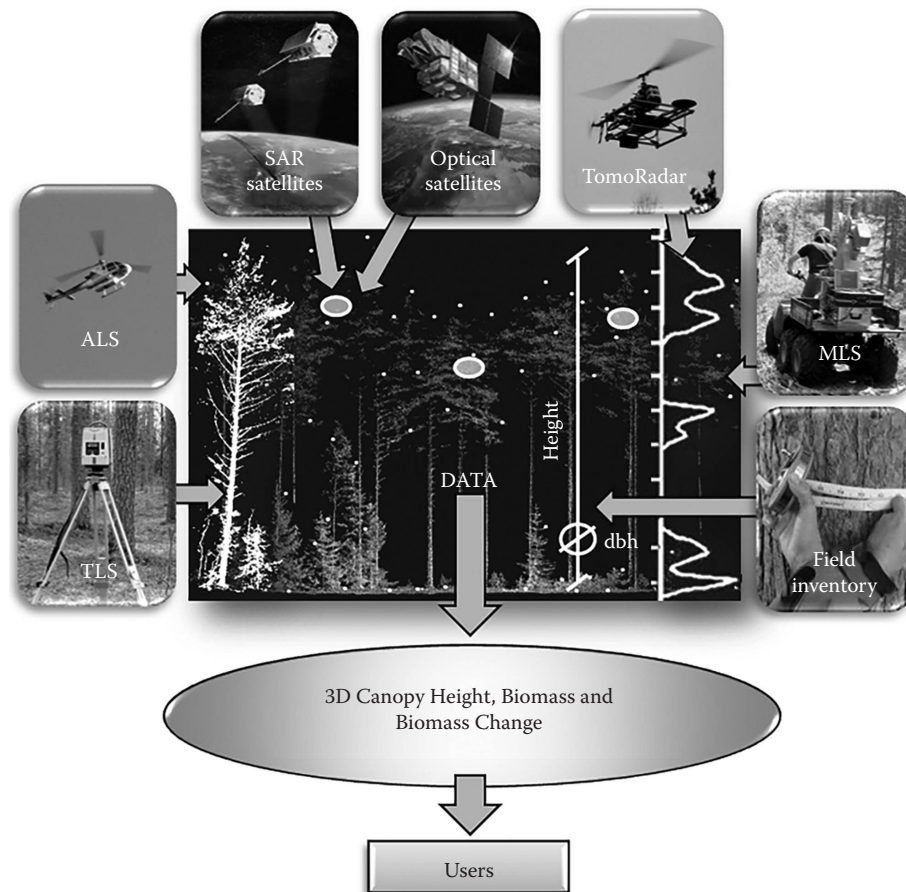 SAR
satellites
Optical
satellites
TomoRadar
ALS
MLS
TLS
Field
inventory
Height
DATA
dbh
3D Canopy Height, Biomass and
Biomass Change
Users